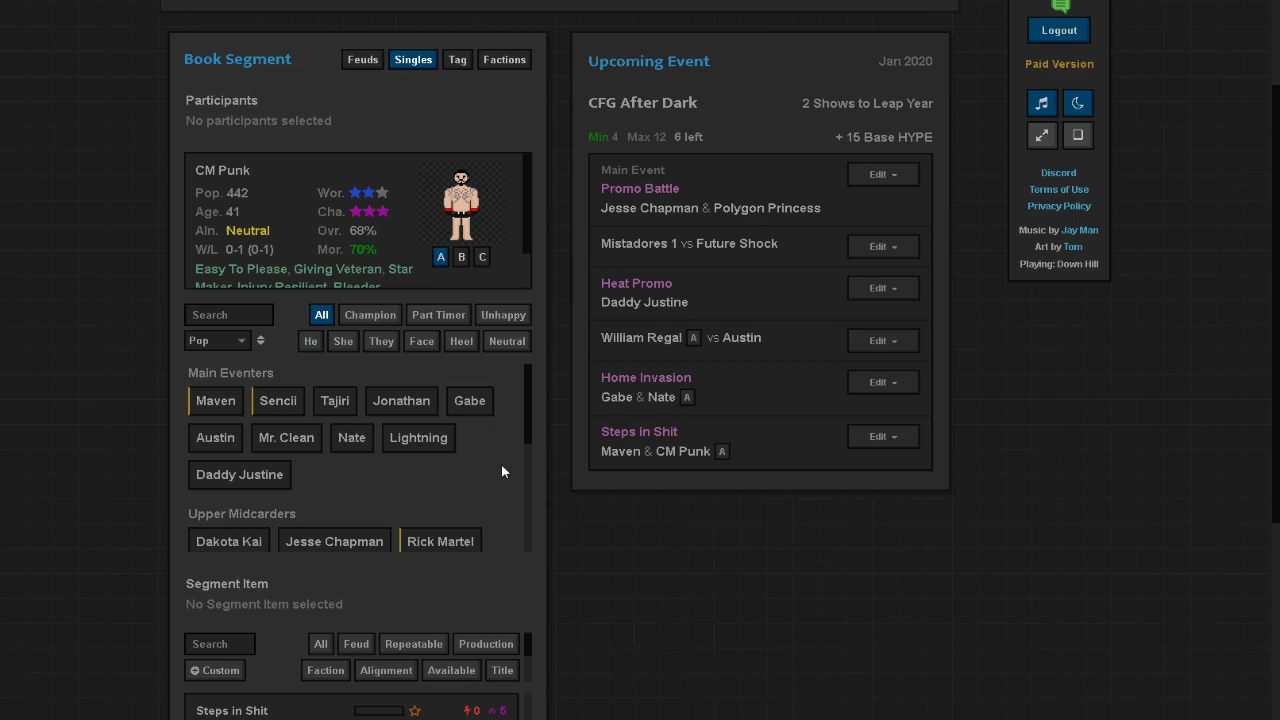 Book Segment
Feuds
Singles
Tag
Factions
Participants
No participants selected
CM Punk
Pop. 442
Wor.
Age. 41
Cha.
Aln. Neutral
Ovr. 68%
W/L 0-1 (0-1)
Mor. 70%
A B C
Easy To Please, Giving Veteran, Star
Maker, Injury Resilient, Bleeder
Search
All
Champion
Part Timer
Unhappy
Pop
He
She
They
Face
Heel
Neutral
Main Eventers
Maven
Sencii
Tajiri
Jonathan
Gabe
Austin
Mr. Clean
Nate
Lightning
Daddy Justine
Upper Midcarders
Dakota Kai
Jesse Chapman
Rick Martel
Segment Item
No Segment Item selected
Search
All
Feud
Repeatable
Production
Custom
Faction
Alignment
Available
Title
Steps in Shit
0
5
Upcoming Event
Jan 2020
CFG After Dark
2 Shows to Leap Year
Min 4 Max 12 6 left
+ 15 Base HYPE
Main Event
Promo Battle
Jesse Chapman & Polygon Princess
Edit
Mistadores 1 vs Future Shock
Edit
Heat Promo
Daddy Justine
Edit
William Regal A vs Austin
Edit
Home Invasion
Gabe & Nate A
Edit
Steps in Shit
Maven & CM Punk A
Edit
Logout
Paid Version
Discord
Terms of Use
Privacy Policy
Music by Jay Man
Art by Tom
Playing: Down Hill